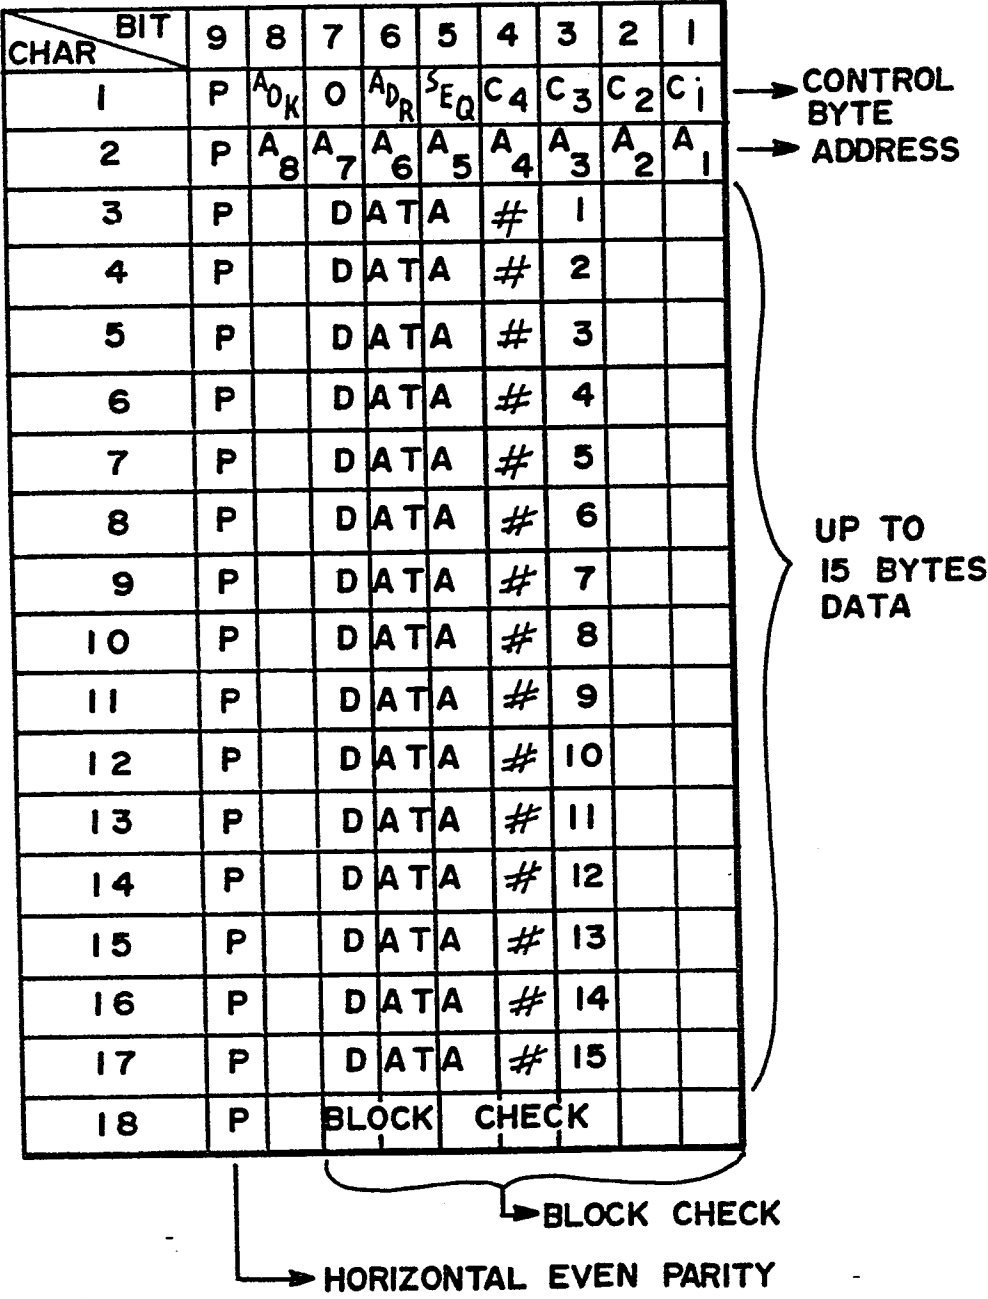 BIT 9 8 7 6 5 4 3 2 1
CHAR
1 P AOK 0 ADR SEQ C4 C3 C2 C1
CONTROL BYTE
2 P A8 A7 A6 A5 A4 A3 A2 A1
ADDRESS
3 P DATA # 1
4 P DATA # 2
5 P DATA # 3
6 P DATA # 4
7 P DATA # 5
8 P DATA # 6
9 P DATA # 7
10 P DATA # 8
11 P DATA # 9
12 P DATA # 10
13 P DATA # 11
14 P DATA # 12
15 P DATA # 13
16 P DATA # 14
17 P DATA # 15
UP TO
15 BYTES
DATA
18 P BLOCK CHECK
BLOCK CHECK
HORIZONTAL EVEN PARITY